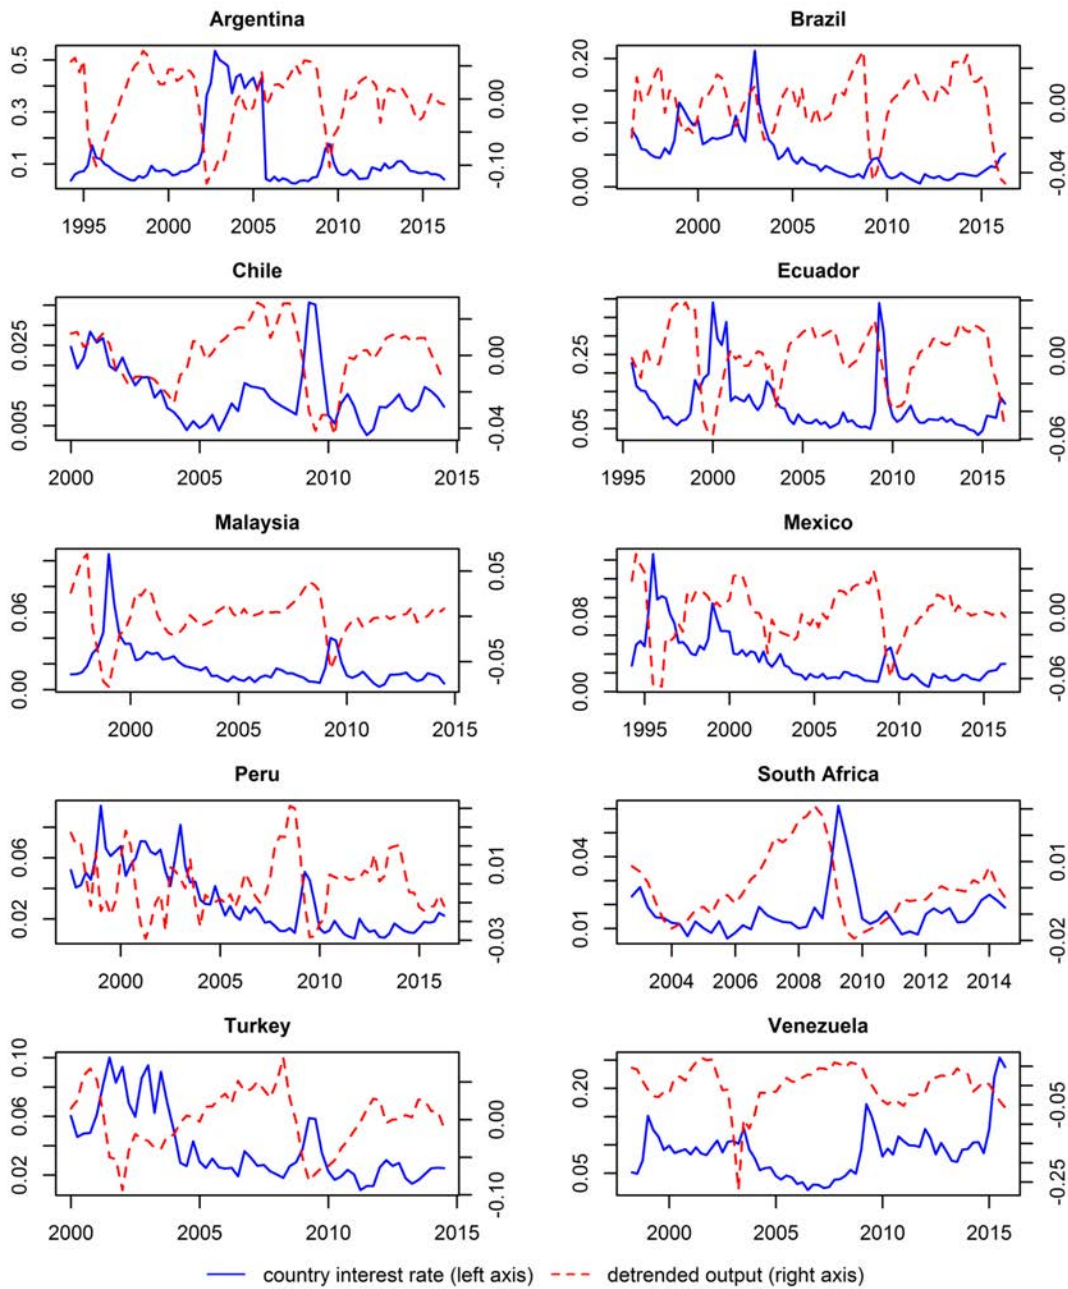 Argentina
0.1 0.3 0.5
-0.10 0.00
1995 2000 2005 2010 2015
Brazil
0.00 0.10 0.20
-0.04 0.00
2000 2005 2010 2015
Chile
0.005 0.025
-0.04 0.00
2000 2005 2010 2015
Ecuador
0.05 0.25
-0.06 0.00
1995 2000 2005 2010 2015
Malaysia
0.00 0.06
-0.05 0.05
2000 2005 2010 2015
Mexico
0.00 0.08
-0.06 0.00
1995 2000 2005 2010 2015
Peru
0.02 0.06
-0.03 0.01
2000 2005 2010 2015
South Africa
0.01 0.04
-0.02 0.01
2004 2006 2008 2010 2012 2014
Turkey
0.02 0.06 0.10
-0.10 0.00
2000 2005 2010 2015
Venezuela
0.05 0.20
-0.25 -0.05
2000 2005 2010 2015
country interest rate (left axis) detrended output (right axis)